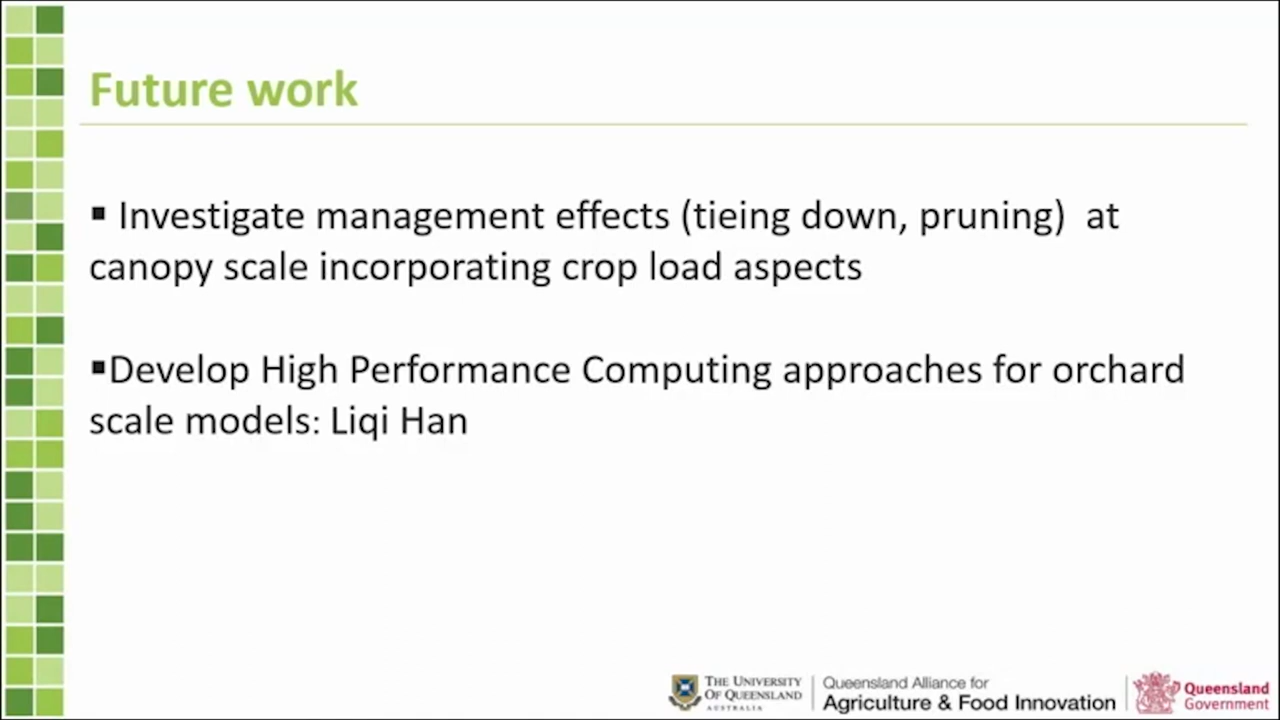 Future work
▪ Investigate management effects (tieing down, pruning)  at
canopy scale incorporating crop load aspects
▪Develop High Performance Computing approaches for orchard
scale models: Liqi Han
THE UNIVERSITY
OF QUEENSLAND
AUSTRALIA
Queensland Alliance for
Agriculture & Food Innovation
Queensland
Government